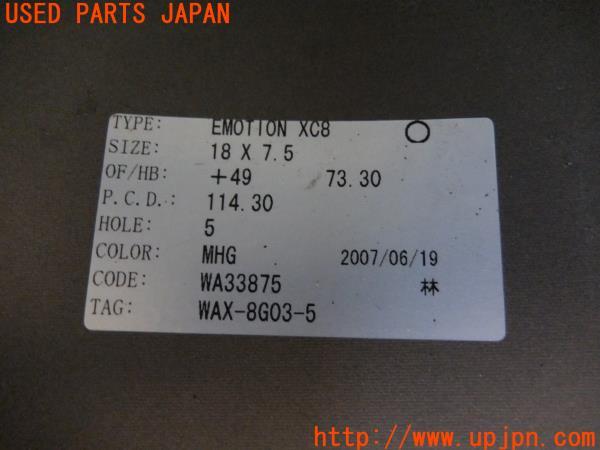 USED PARTS JAPAN
TYPE: EMOTION XC8 ○
SIZE: 18 X 7.5
OF/HB: +49 73.30
P.C.D.: 114.30
HOLE: 5
COLOR: MHG 2007/06/19
CODE: WA33875 林
TAG: WAX-8G03-5
http://www.upjpn.com/